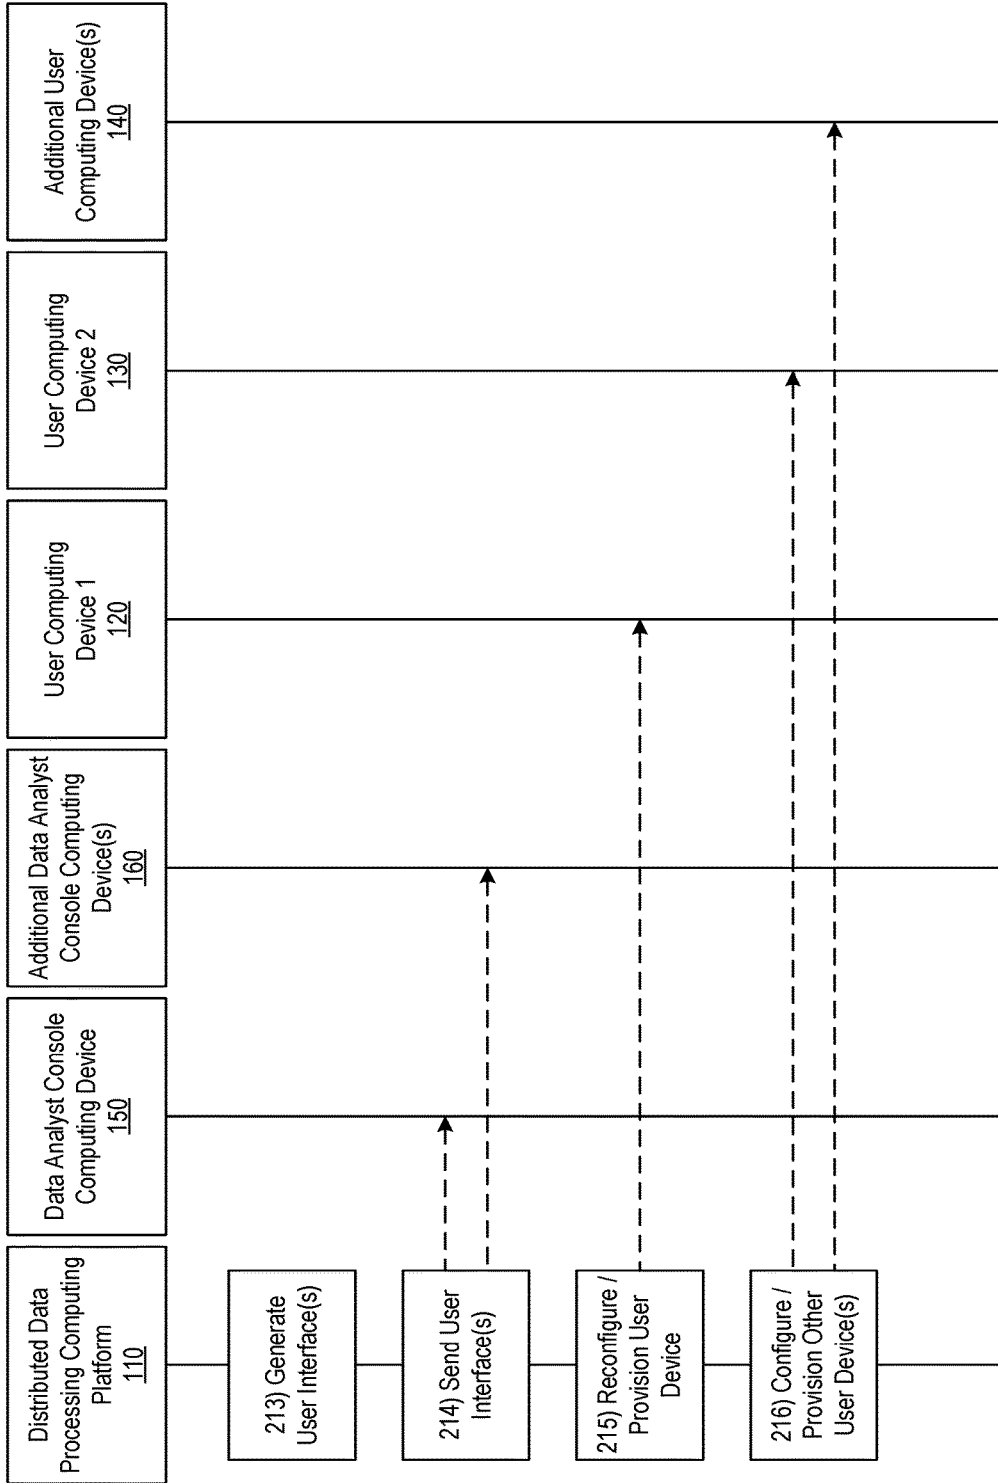 Distributed Data
Processing Computing
Platform
110
Data Analyst Console
Computing Device
150
Additional Data Analyst
Console Computing
Device(s)
160
User Computing
Device 1
120
User Computing
Device 2
130
Additional User
Computing Device(s)
140
213) Generate
User Interface(s)
214) Send User
Interface(s)
215) Reconfigure /
Provision User
Device
216) Configure /
Provision Other
User Device(s)